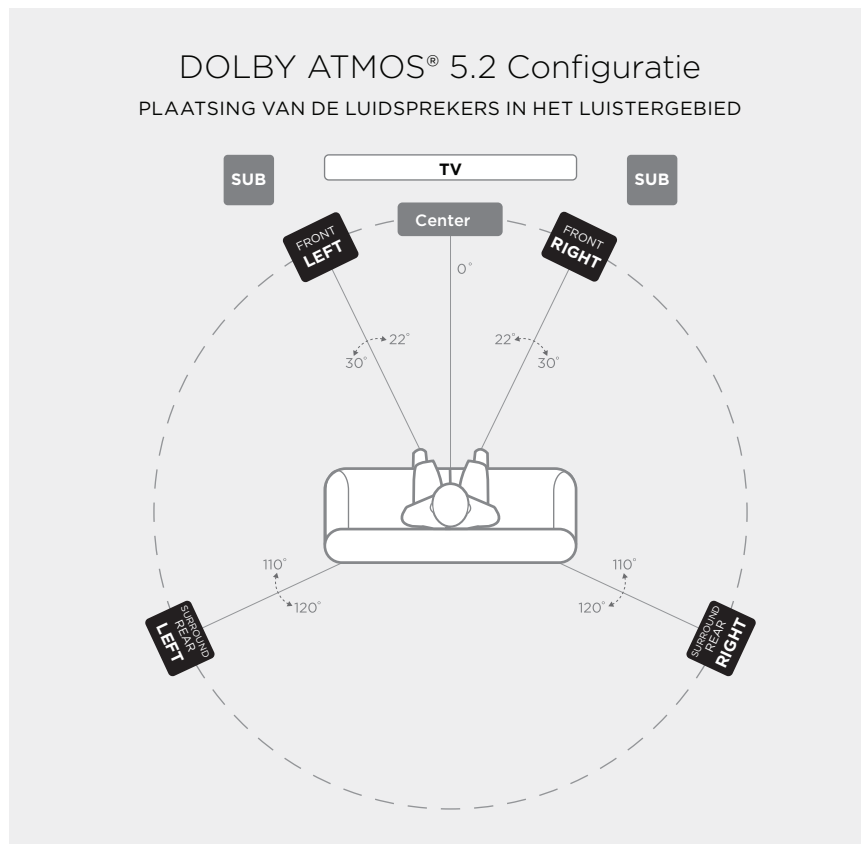 DOLBY ATMOS® 5.2 Configuratie
PLAATSING VAN DE LUIDSPREKERS IN HET LUISTERGEBIED
SUB
TV
SUB
FRONT
LEFT
Center
FRONT
RIGHT
0°
22°
30°
22°
30°
110°
120°
110°
120°
SURROUND
REAR
LEFT
SURROUND
REAR
RIGHT